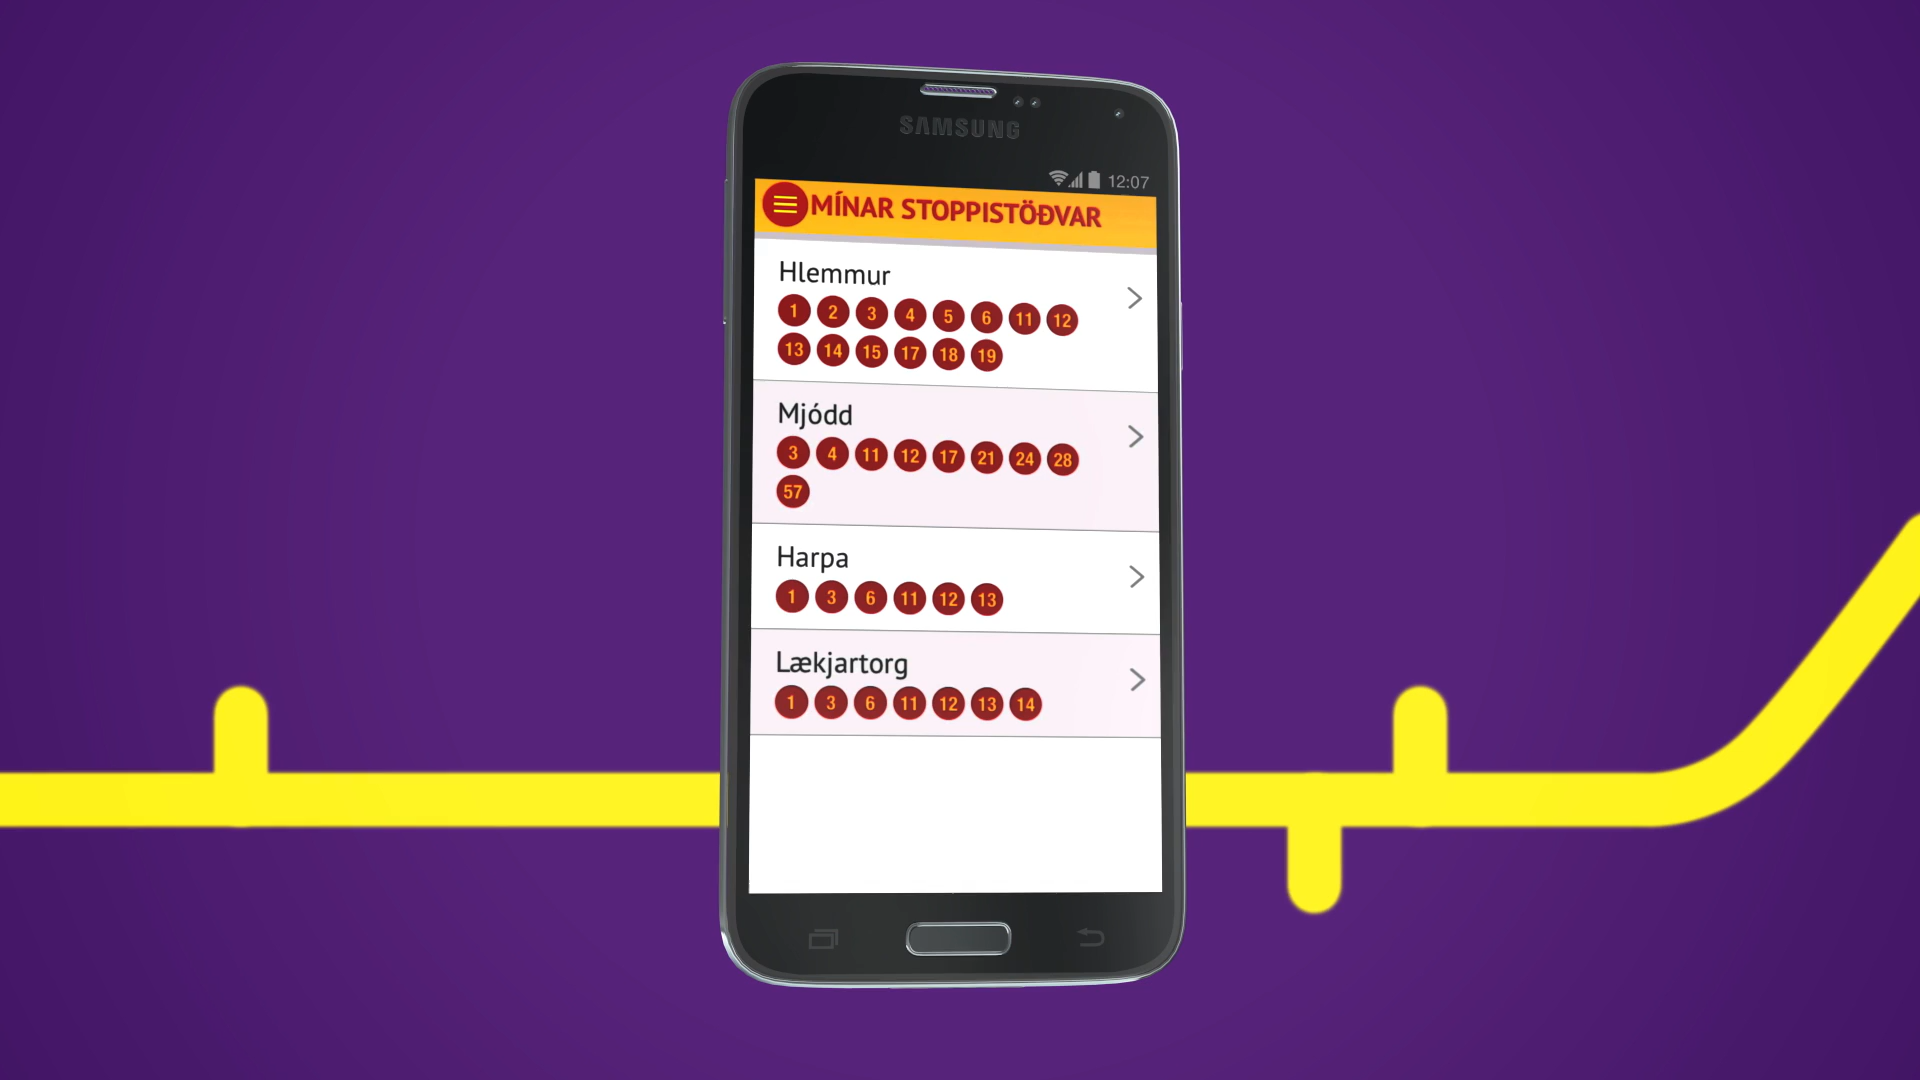 SAMSUNG
12:07
MÍNAR STOPPISTÖÐVAR
Hlemmur
1 2 3 4 5 6 11 12
13 14 15 17 18 19
Mjódd
3 4 11 12 17 21 24 28
57
Harpa
1 3 6 11 12 13
Lækjartorg
1 3 6 11 12 13 14